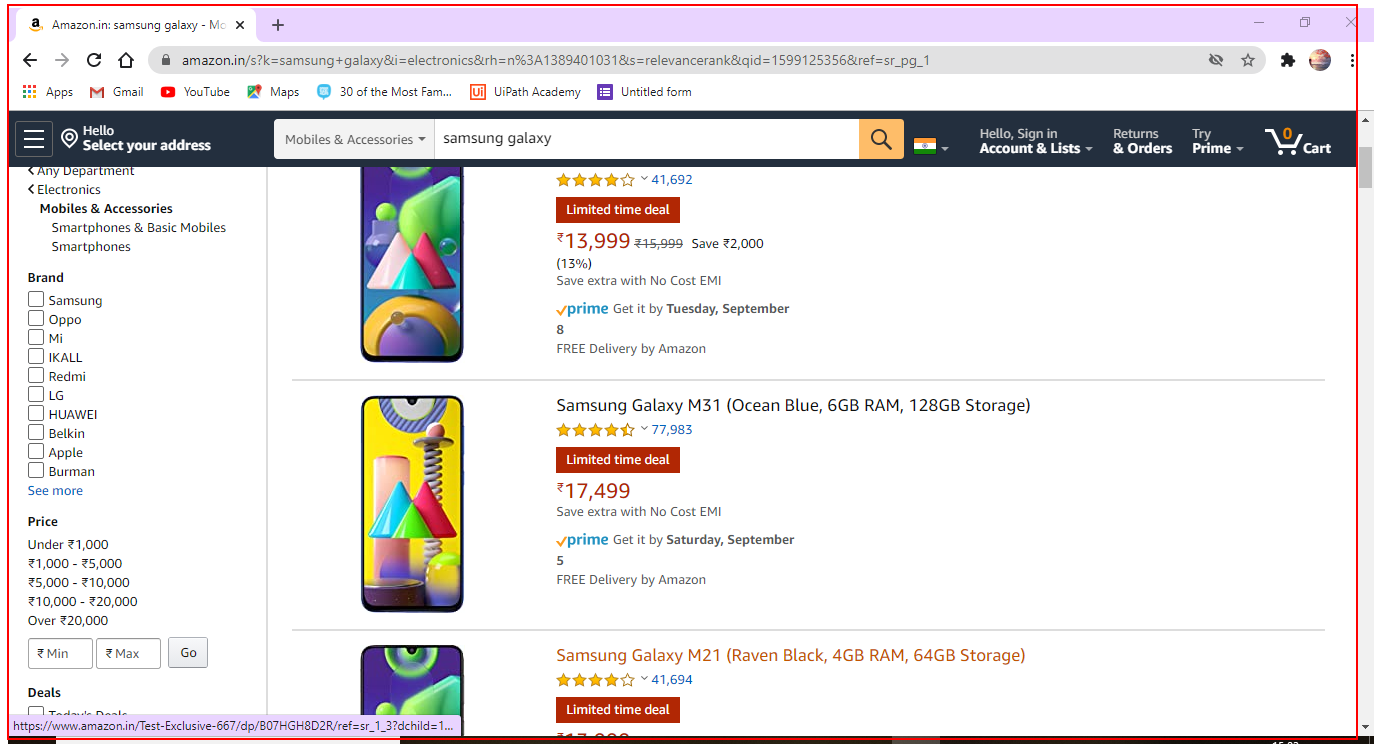 Amazon.in: samsung galaxy - Mo
amazon.in/s?k=samsung+galaxy&i=electronics&rh=n%3A1389401031&s=relevancerank&qid=1599125356&ref=sr_pg_1
Apps Gmail YouTube Maps 30 of the Most Fam... UiPath Academy Untitled form
Hello
Select your address
Mobiles & Accessories
samsung galaxy
Hello, Sign in
Account & Lists
Returns
& Orders
Try
Prime
0
Cart
Any Department
Electronics
Mobiles & Accessories
Smartphones & Basic Mobiles
Smartphones
Brand
Samsung
Oppo
Mi
IKALL
Redmi
LG
HUAWEI
Belkin
Apple
Burman
See more
Price
Under ₹1,000
₹1,000 - ₹5,000
₹5,000 - ₹10,000
₹10,000 - ₹20,000
Over ₹20,000
₹ Min ₹ Max Go
Deals
Today's Deals
41,692
Limited time deal
₹13,999 ₹15,999 Save ₹2,000
(13%)
Save extra with No Cost EMI
prime Get it by Tuesday, September
8
FREE Delivery by Amazon
Samsung Galaxy M31 (Ocean Blue, 6GB RAM, 128GB Storage)
77,983
Limited time deal
₹17,499
Save extra with No Cost EMI
prime Get it by Saturday, September
5
FREE Delivery by Amazon
Samsung Galaxy M21 (Raven Black, 4GB RAM, 64GB Storage)
41,694
Limited time deal
https://www.amazon.in/Test-Exclusive-667/dp/B07HGH8D2R/ref=sr_1_3?dchild=1...